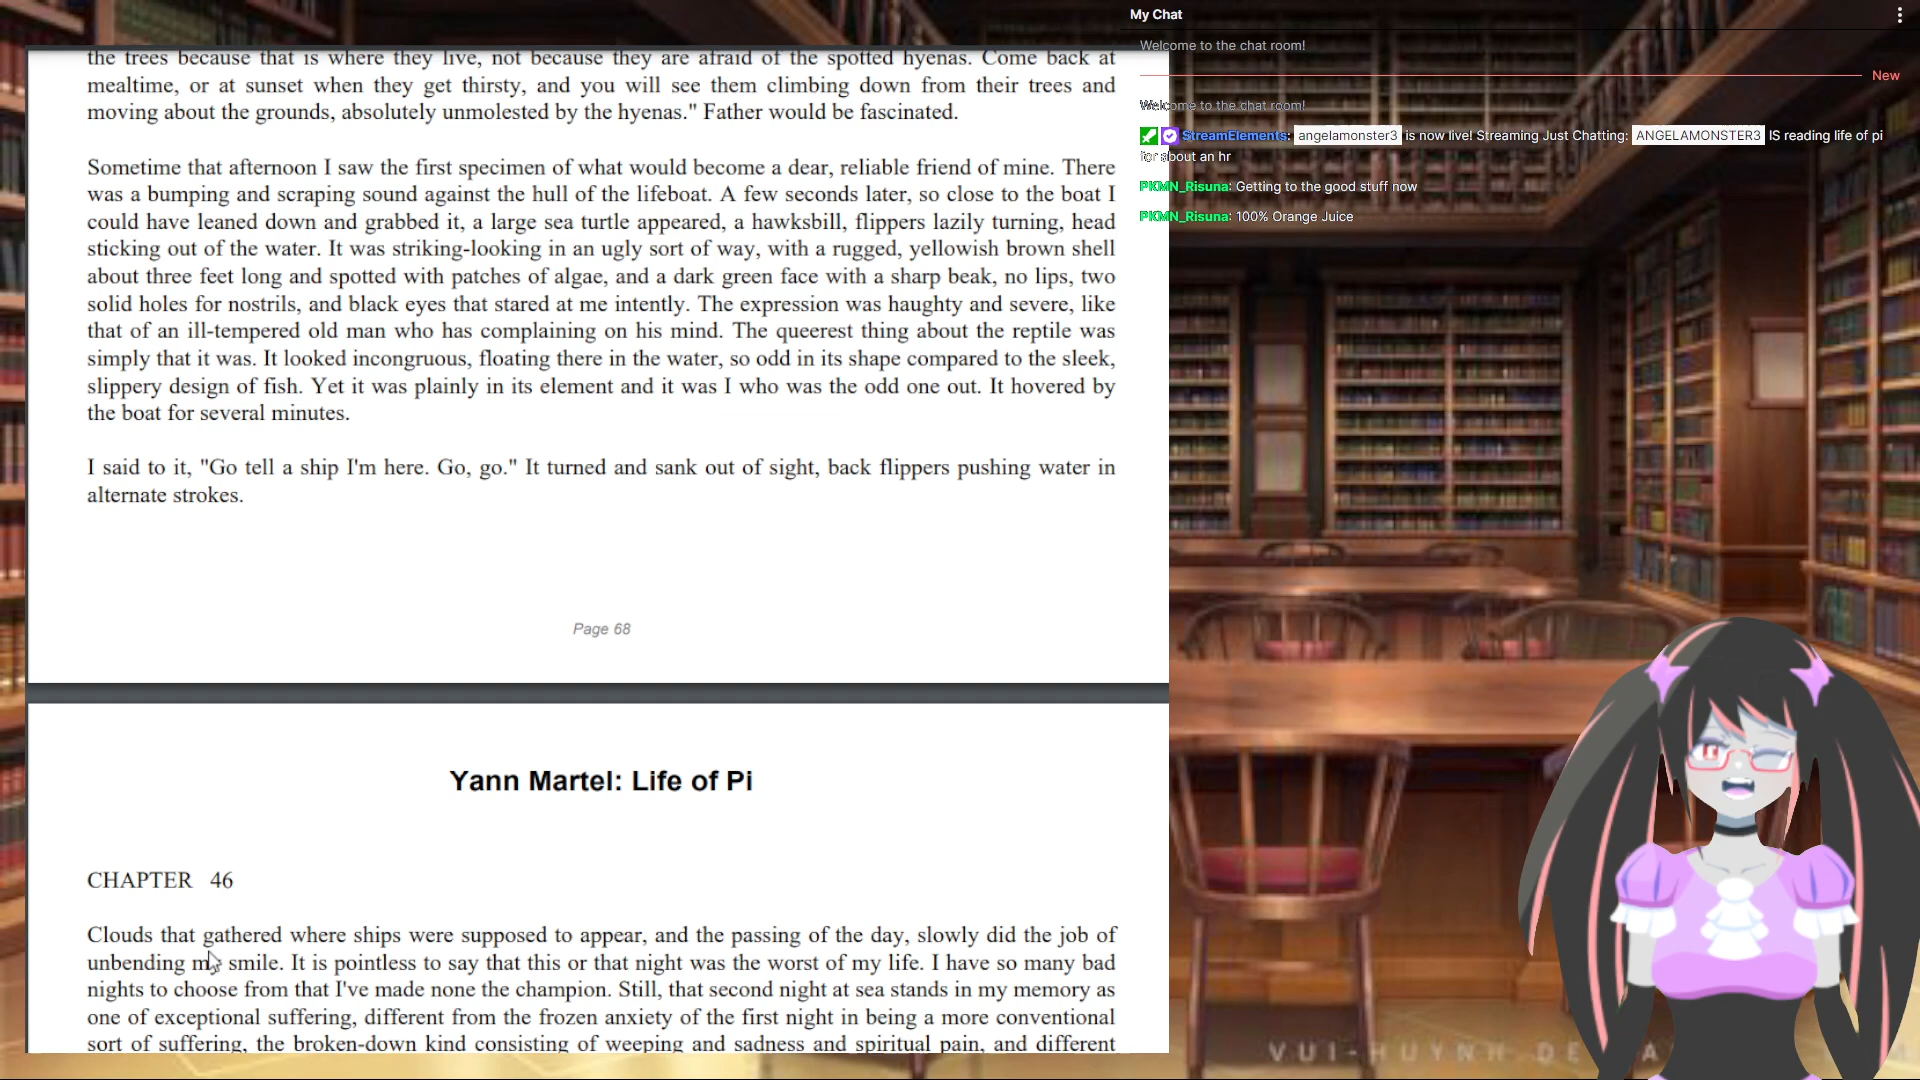 the trees because that is where they live, not because they are afraid of the spotted hyenas. Come back at
mealtime, or at sunset when they get thirsty, and you will see them climbing down from their trees and
moving about the grounds, absolutely unmolested by the hyenas." Father would be fascinated.
Sometime that afternoon I saw the first specimen of what would become a dear, reliable friend of mine. There
was a bumping and scraping sound against the hull of the lifeboat. A few seconds later, so close to the boat I
could have leaned down and grabbed it, a large sea turtle appeared, a hawksbill, flippers lazily turning, head
sticking out of the water. It was striking-looking in an ugly sort of way, with a rugged, yellowish brown shell
about three feet long and spotted with patches of algae, and a dark green face with a sharp beak, no lips, two
solid holes for nostrils, and black eyes that stared at me intently. The expression was haughty and severe, like
that of an ill-tempered old man who has complaining on his mind. The queerest thing about the reptile was
simply that it was. It looked incongruous, floating there in the water, so odd in its shape compared to the sleek,
slippery design of fish. Yet it was plainly in its element and it was I who was the odd one out. It hovered by
the boat for several minutes.
I said to it, "Go tell a ship I'm here. Go, go." It turned and sank out of sight, back flippers pushing water in
alternate strokes.
Page 68
Yann Martel: Life of Pi
CHAPTER 46
Clouds that gathered where ships were supposed to appear, and the passing of the day, slowly did the job of
unbending my smile. It is pointless to say that this or that night was the worst of my life. I have so many bad
nights to choose from that I've made none the champion. Still, that second night at sea stands in my memory as
one of exceptional suffering, different from the frozen anxiety of the first night in being a more conventional
sort of suffering, the broken-down kind consisting of weeping and sadness and spiritual pain, and different
My Chat
Welcome to the chat room!
New
Welcome to the chat room!
StreamElements: angelamonster3 is now live! Streaming Just Chatting: ANGELAMONSTER3 IS reading life of pi
for about an hr
PKMN_Risuna: Getting to the good stuff now
PKMN_Risuna: 100% Orange Juice
VUI-HUYNH